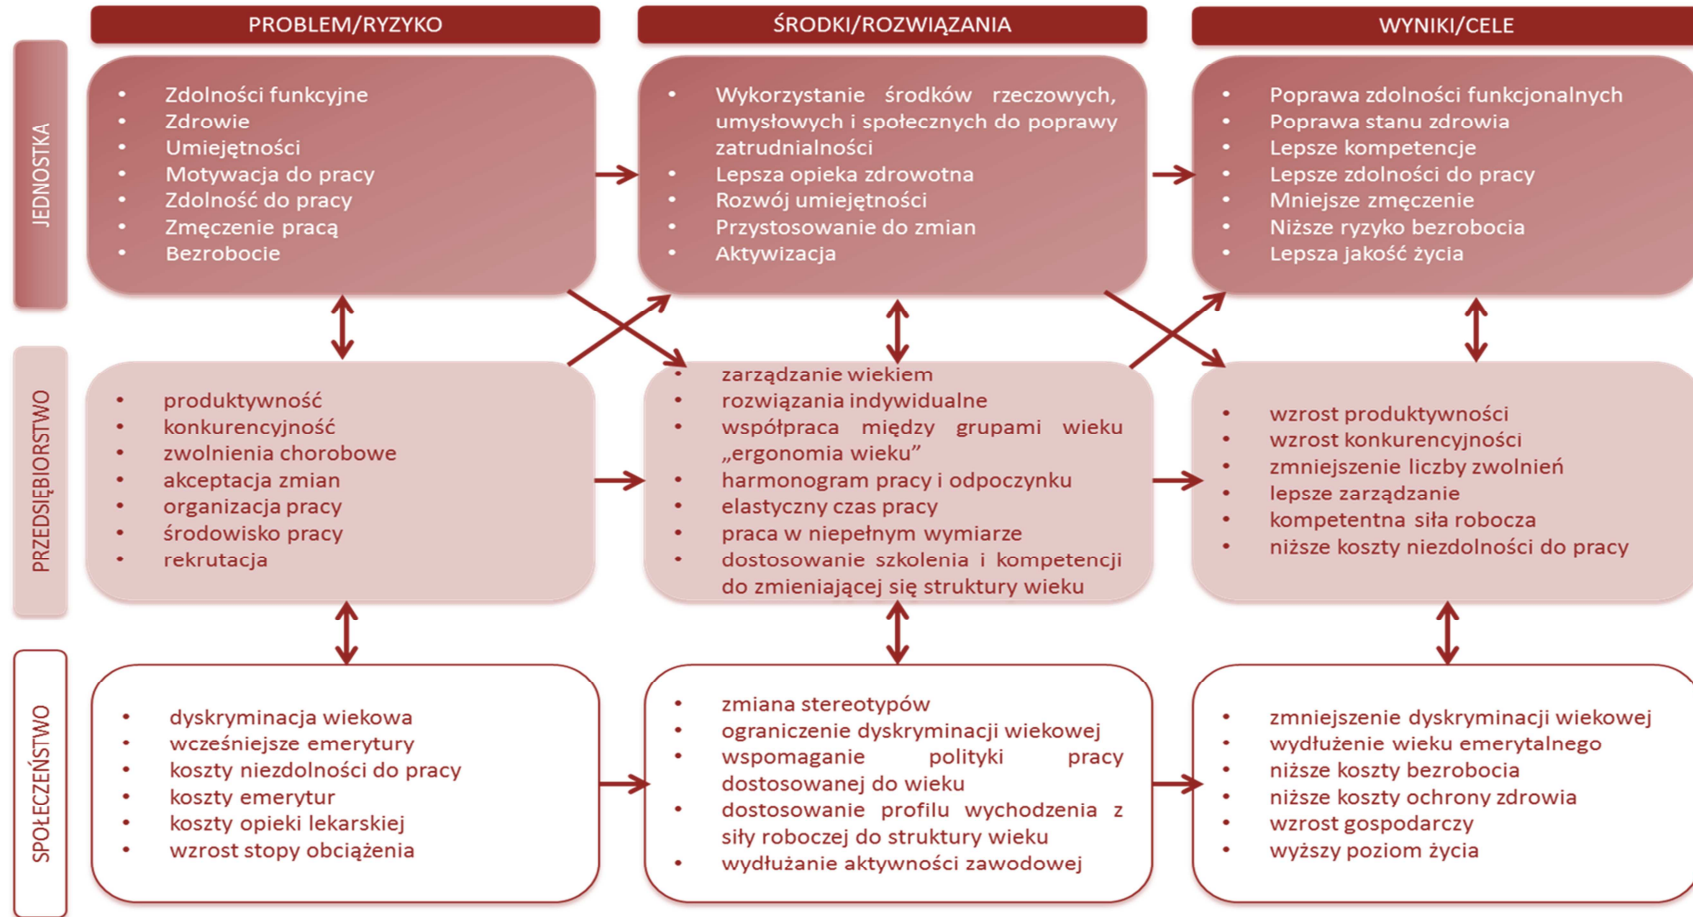 PROBLEM/RYZYKO
ŚRODKI/ROZWIĄZANIA
WYNIKI/CELE
JEDNOSTKA
• Zdolności funkcyjne
• Zdrowie
• Umiejętności
• Motywacja do pracy
• Zdolność do pracy
• Zmęczenie pracą
• Bezrobocie
• Wykorzystanie środków rzeczowych,
umysłowych i społecznych do poprawy
zatrudnialności
• Lepsza opieka zdrowotna
• Rozwój umiejętności
• Przystosowanie do zmian
• Aktywizacja
• Poprawa zdolności funkcjonalnych
• Poprawa stanu zdrowia
• Lepsze kompetencje
• Lepsze zdolności do pracy
• Mniejsze zmęczenie
• Niższe ryzyko bezrobocia
• Lepsza jakość życia
PRZEDSIĘBIORSTWO
• produktywność
• konkurencyjność
• zwolnienia chorobowe
• akceptacja zmian
• organizacja pracy
• środowisko pracy
• rekrutacja
• zarządzanie wiekiem
• rozwiązania indywidualne
• współpraca między grupami wieku
„ergonomia wieku”
• harmonogram pracy i odpoczynku
• elastyczny czas pracy
• praca w niepełnym wymiarze
• dostosowanie szkolenia i kompetencji
do zmieniającej się struktury wieku
• wzrost produktywności
• wzrost konkurencyjności
• zmniejszenie liczby zwolnień
• lepsze zarządzanie
• kompetentna siła robocza
• niższe koszty niezdolności do pracy
SPOŁECZEŃSTWO
• dyskryminacja wiekowa
• wcześniejsze emerytury
• koszty niezdolności do pracy
• koszty emerytur
• koszty opieki lekarskiej
• wzrost stopy obciążenia
• zmiana stereotypów
• ograniczenie dyskryminacji wiekowej
• wspomaganie polityki pracy
dostosowanej do wieku
• dostosowanie profilu wychodzenia z
siły roboczej do struktury wieku
• wydłużanie aktywności zawodowej
• zmniejszenie dyskryminacji wiekowej
• wydłużenie wieku emerytalnego
• niższe koszty bezrobocia
• niższe koszty ochrony zdrowia
• wzrost gospodarczy
• wyższy poziom życia